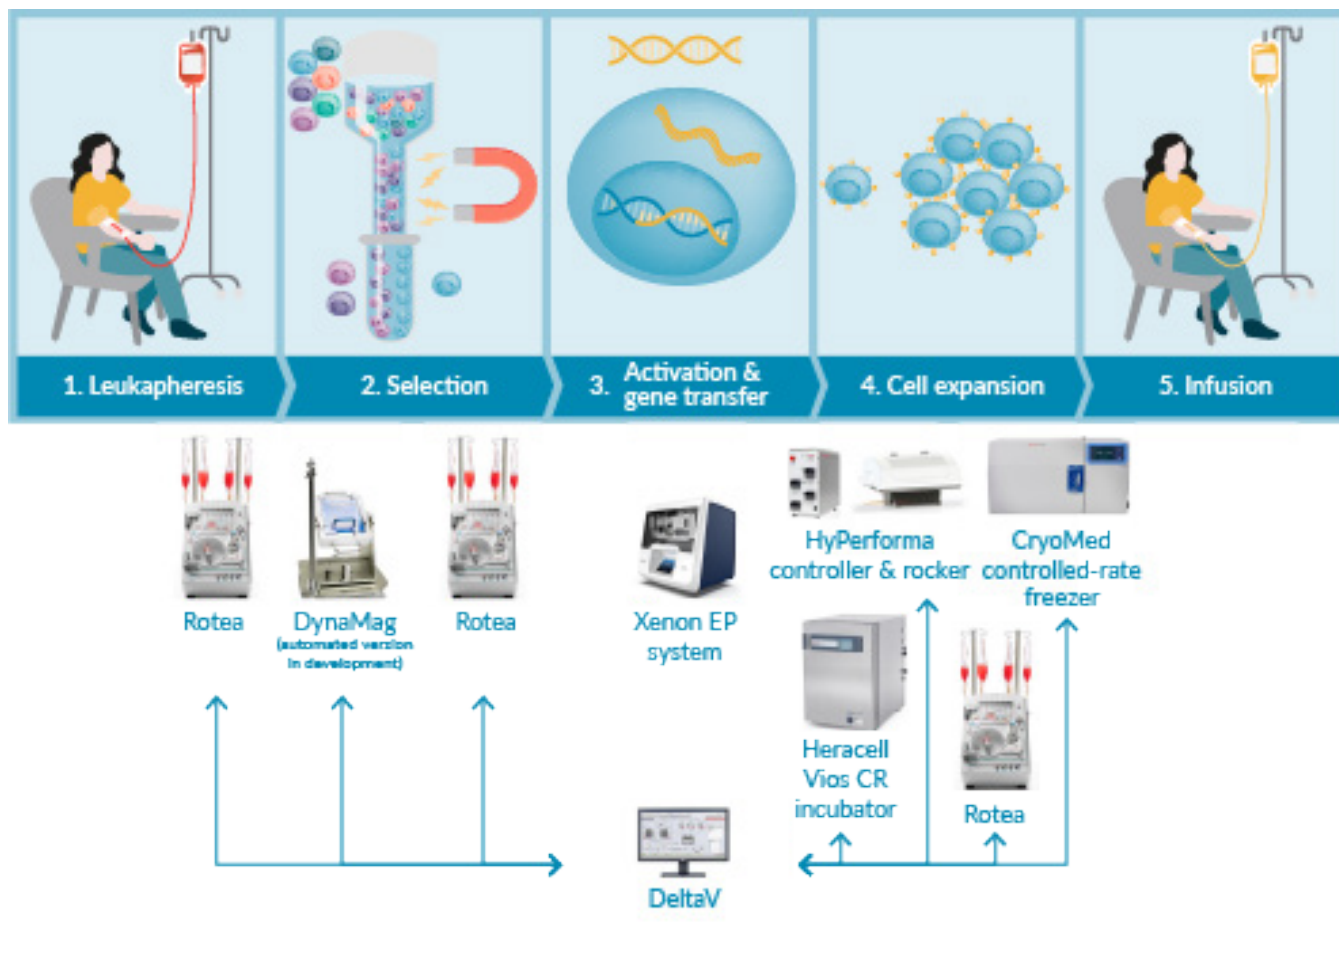 1. Leukapheresis
2. Selection
3. Activation &
gene transfer
4. Cell expansion
5. Infusion
Rotea
DynaMag
(automated version
in development)
Rotea
Xenon EP
system
HyPerforma
controller & rocker
CryoMed
controlled-rate
freezer
Heracell
Vios CR
incubator
Rotea
DeltaV